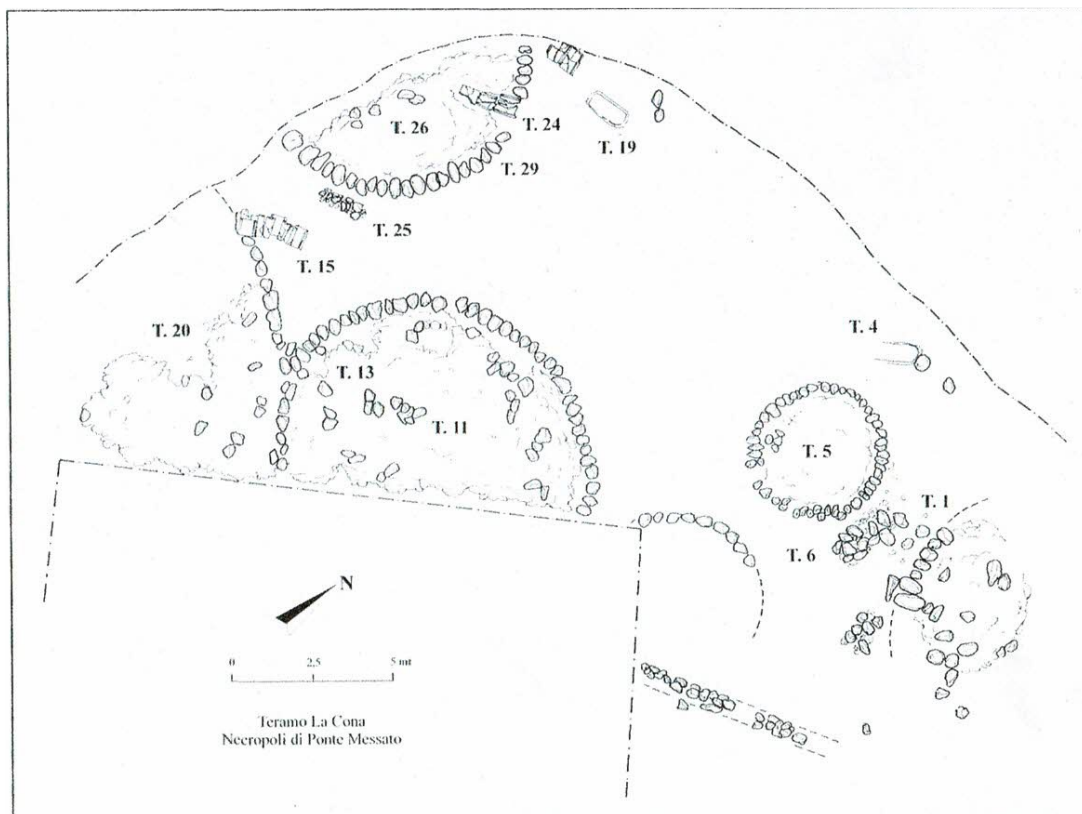 T. 26
T. 24
T. 19
T. 29
T. 25
T. 15
T. 20
T. 4
T. 13
T. 11
T. 5
T. 1
T. 6
N
0 2,5 5 mt
Teramo La Cona
Necropoli di Ponte Messato